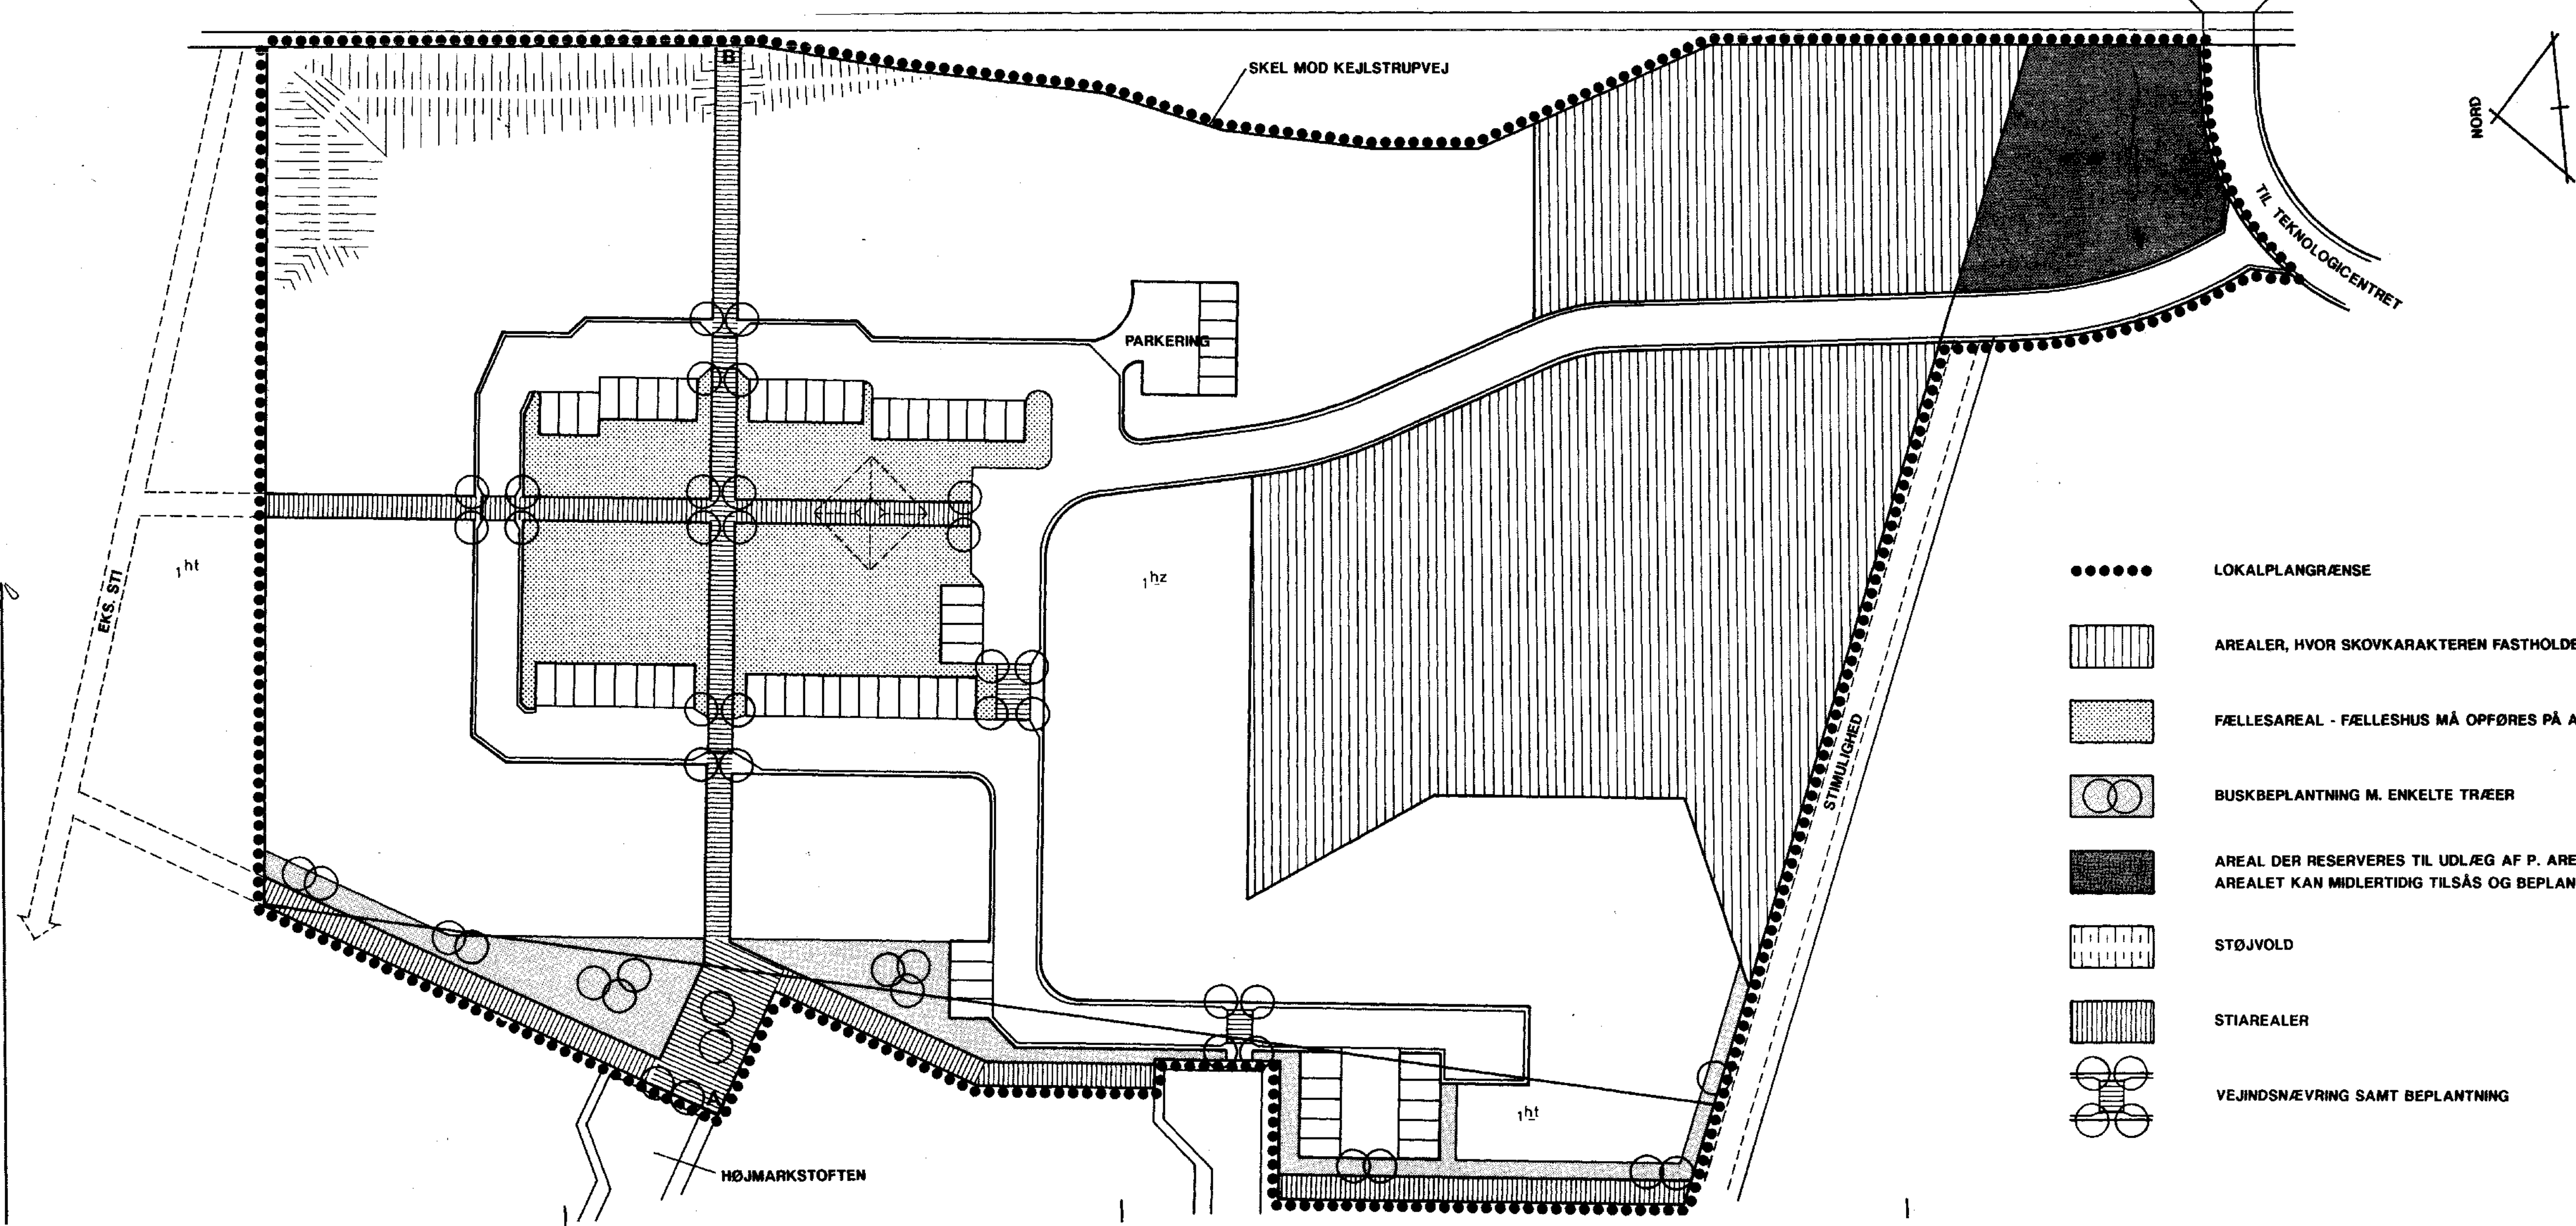 B
SKEL MOD KEJLSTRUPVEJ
NORD
TIL TEKNOLOGICENTRET
PARKERING
EKS. STI
1ht
1hz
STIMULIGHED
A
HØJMARKSTOFTEN
1ht
LOKALPLANGRÆNSE
AREALER, HVOR SKOVKARAKTEREN FASTHOLDE
FÆLLESAREAL - FÆLLESHUS MÅ OPFØRES PÅ A
BUSKBEPLANTNING M. ENKELTE TRÆER
AREAL DER RESERVERES TIL UDLÆG AF P. ARE
AREALET KAN MIDLERTIDIG TILSÅS OG BEPLAN
STØJVOLD
STIAREALER
VEJINDSNÆVRING SAMT BEPLANTNING